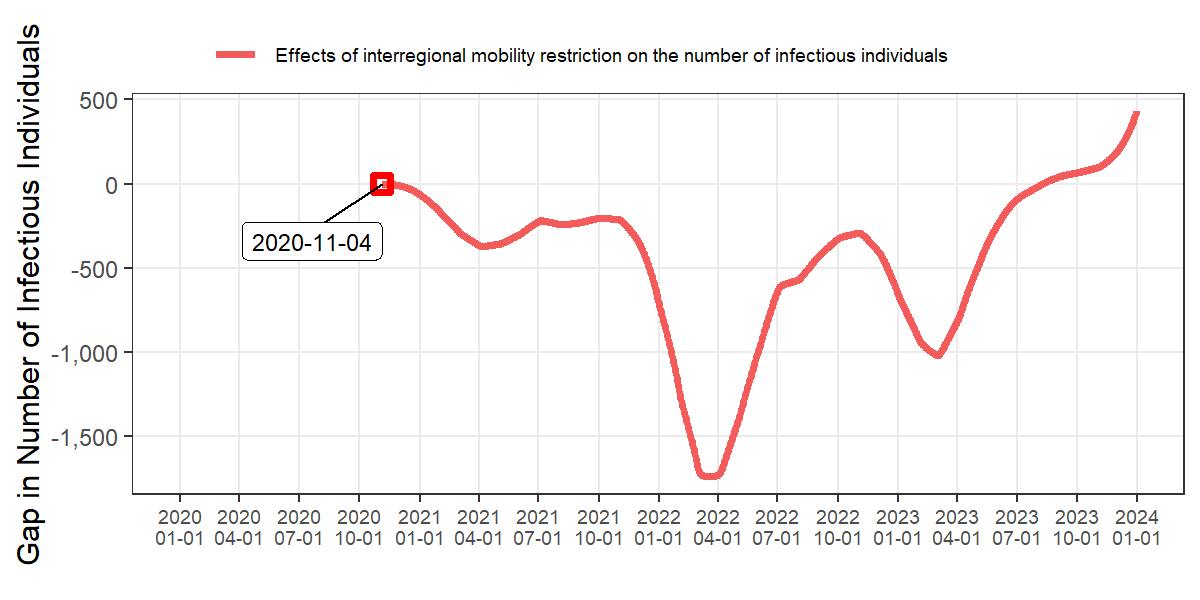 Gap in Number of Infectious Individuals
Effects of interregional mobility restriction on the number of infectious individuals
500
0
-500
-1,000
-1,500
2020-11-04
2020 2020 2020 2020 2021 2021 2021 2021 2022 2022 2022 2022 2023 2023 2023 2023 2024
01-01 04-01 07-01 10-01 01-01 04-01 07-01 10-01 01-01 04-01 07-01 10-01 01-01 04-01 07-01 10-01 01-01